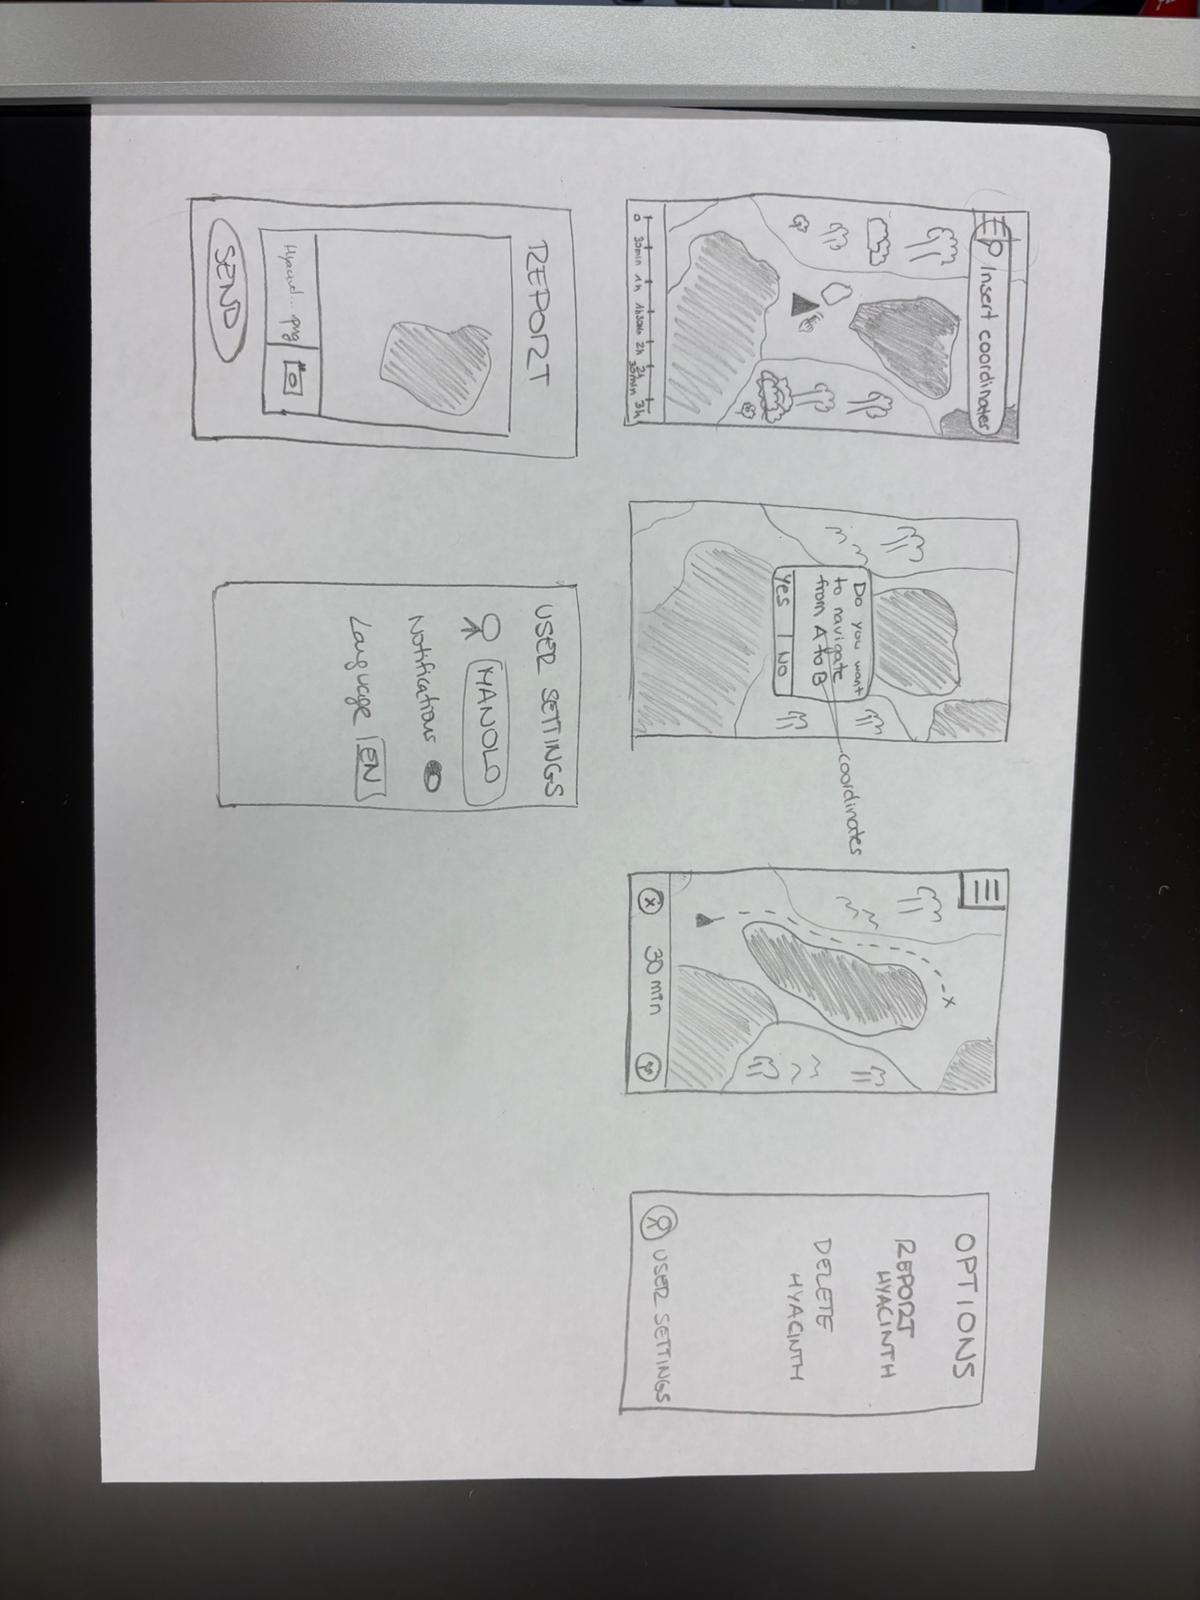 Insert coordinates
0 30min 1h 1h30min 2h 2h 30min 3h
Do you want
to navigate
from A to B
Yes No
coordinates
30 min
OPTIONS
REPORT
HYACINTH
DELETE
HYACINTH
USER SETTINGS
REPORT
png
SEND
USER SETTINGS
MANOLO
Notifications
Language EN